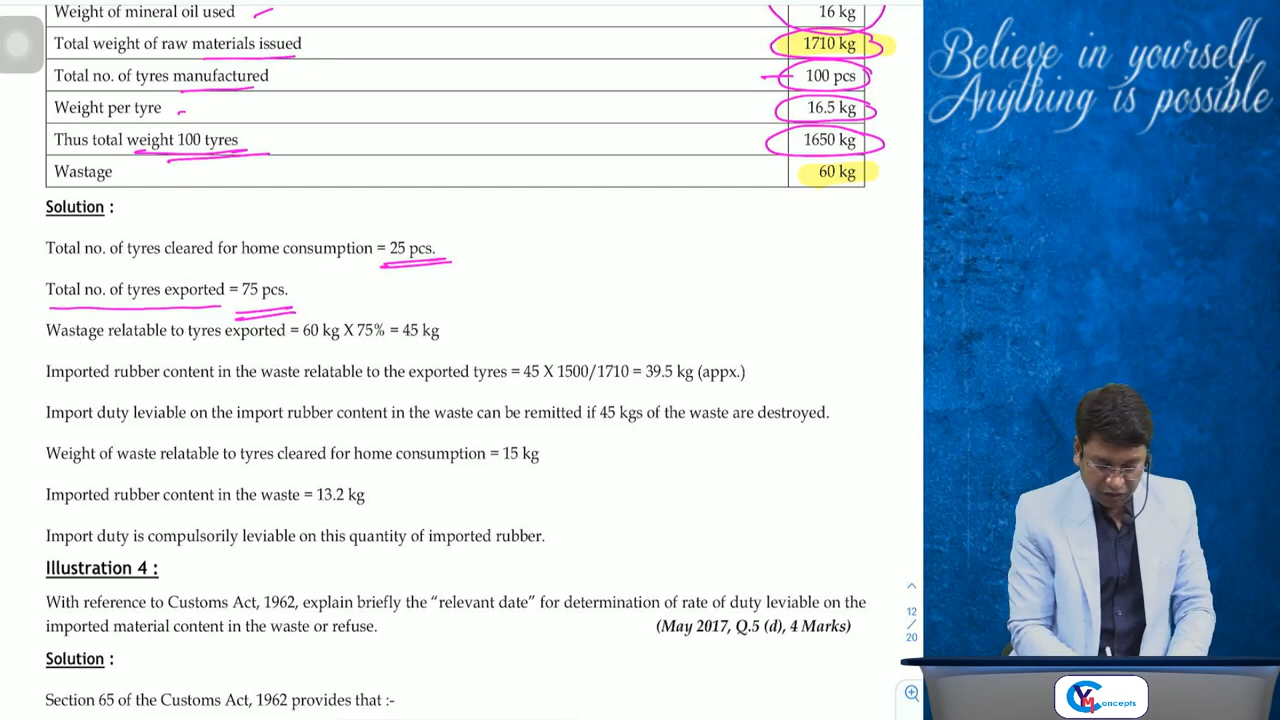 Weight of mineral oil used 16 kg
Total weight of raw materials issued 1710 kg
Total no. of tyres manufactured 100 pcs
Weight per tyre 16.5 kg
Thus total weight 100 tyres 1650 kg
Wastage 60 kg
Solution :
Total no. of tyres cleared for home consumption = 25 pcs.
Total no. of tyres exported = 75 pcs.
Wastage relatable to tyres exported = 60 kg X 75% = 45 kg
Imported rubber content in the waste relatable to the exported tyres = 45 X 1500/1710 = 39.5 kg (appx.)
Import duty leviable on the import rubber content in the waste can be remitted if 45 kgs of the waste are destroyed.
Weight of waste relatable to tyres cleared for home consumption = 15 kg
Imported rubber content in the waste = 13.2 kg
Import duty is compulsorily leviable on this quantity of imported rubber.
Illustration 4 :
With reference to Customs Act, 1962, explain briefly the “relevant date” for determination of rate of duty leviable on the
imported material content in the waste or refuse. (May 2017, Q.5 (d), 4 Marks)
Solution :
Section 65 of the Customs Act, 1962 provides that :-
12
/
20
Believe in yourself
Anything is possible
YM Concepts